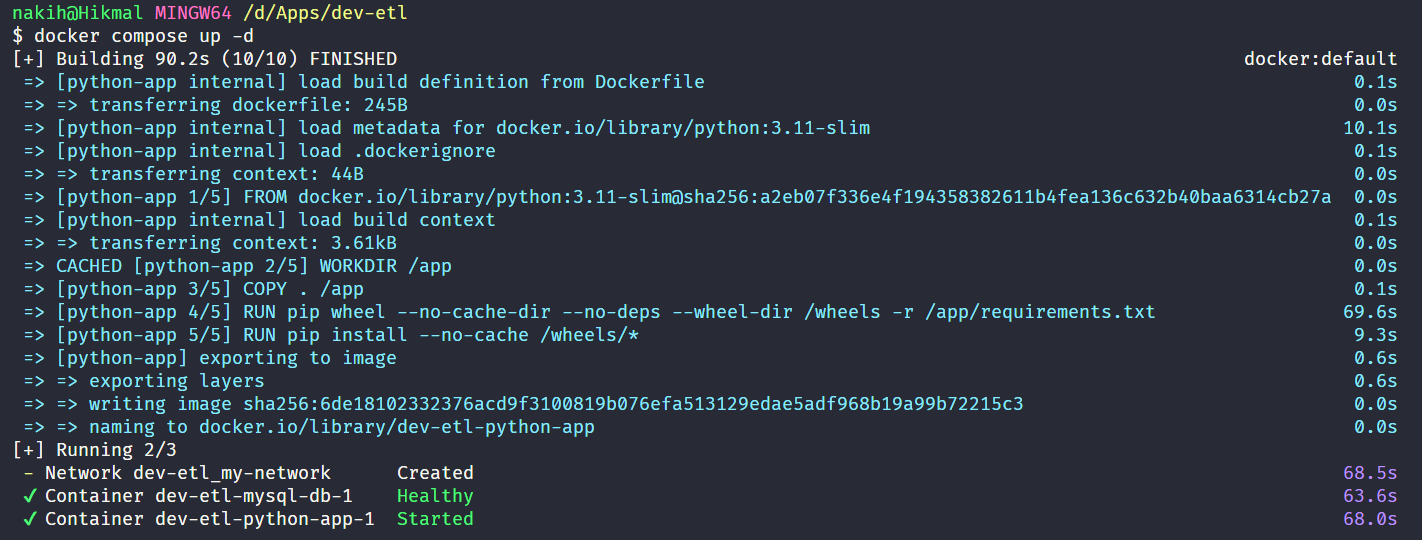 nakih@Hikmal MINGW64 /d/Apps/dev-etl
$ docker compose up -d
[+] Building 90.2s (10/10) FINISHED docker:default
=> [python-app internal] load build definition from Dockerfile 0.1s
=> => transferring dockerfile: 245B 0.0s
=> [python-app internal] load metadata for docker.io/library/python:3.11-slim 10.1s
=> [python-app internal] load .dockerignore 0.1s
=> => transferring context: 44B 0.0s
=> [python-app 1/5] FROM docker.io/library/python:3.11-slim@sha256:a2eb07f336e4f194358382611b4fea136c632b40baa6314cb27a 0.0s
=> [python-app internal] load build context 0.1s
=> => transferring context: 3.61kB 0.0s
=> CACHED [python-app 2/5] WORKDIR /app 0.0s
=> [python-app 3/5] COPY . /app 0.1s
=> [python-app 4/5] RUN pip wheel --no-cache-dir --no-deps --wheel-dir /wheels -r /app/requirements.txt 69.6s
=> [python-app 5/5] RUN pip install --no-cache /wheels/* 9.3s
=> [python-app] exporting to image 0.6s
=> => exporting layers 0.6s
=> => writing image sha256:6de18102332376acd9f3100819b076efa513129edae5adf968b19a99b72215c3 0.0s
=> => naming to docker.io/library/dev-etl-python-app 0.0s
[+] Running 2/3
- Network dev-etl_my-network Created 68.5s
✔ Container dev-etl-mysql-db-1 Healthy 63.6s
✔ Container dev-etl-python-app-1 Started 68.0s